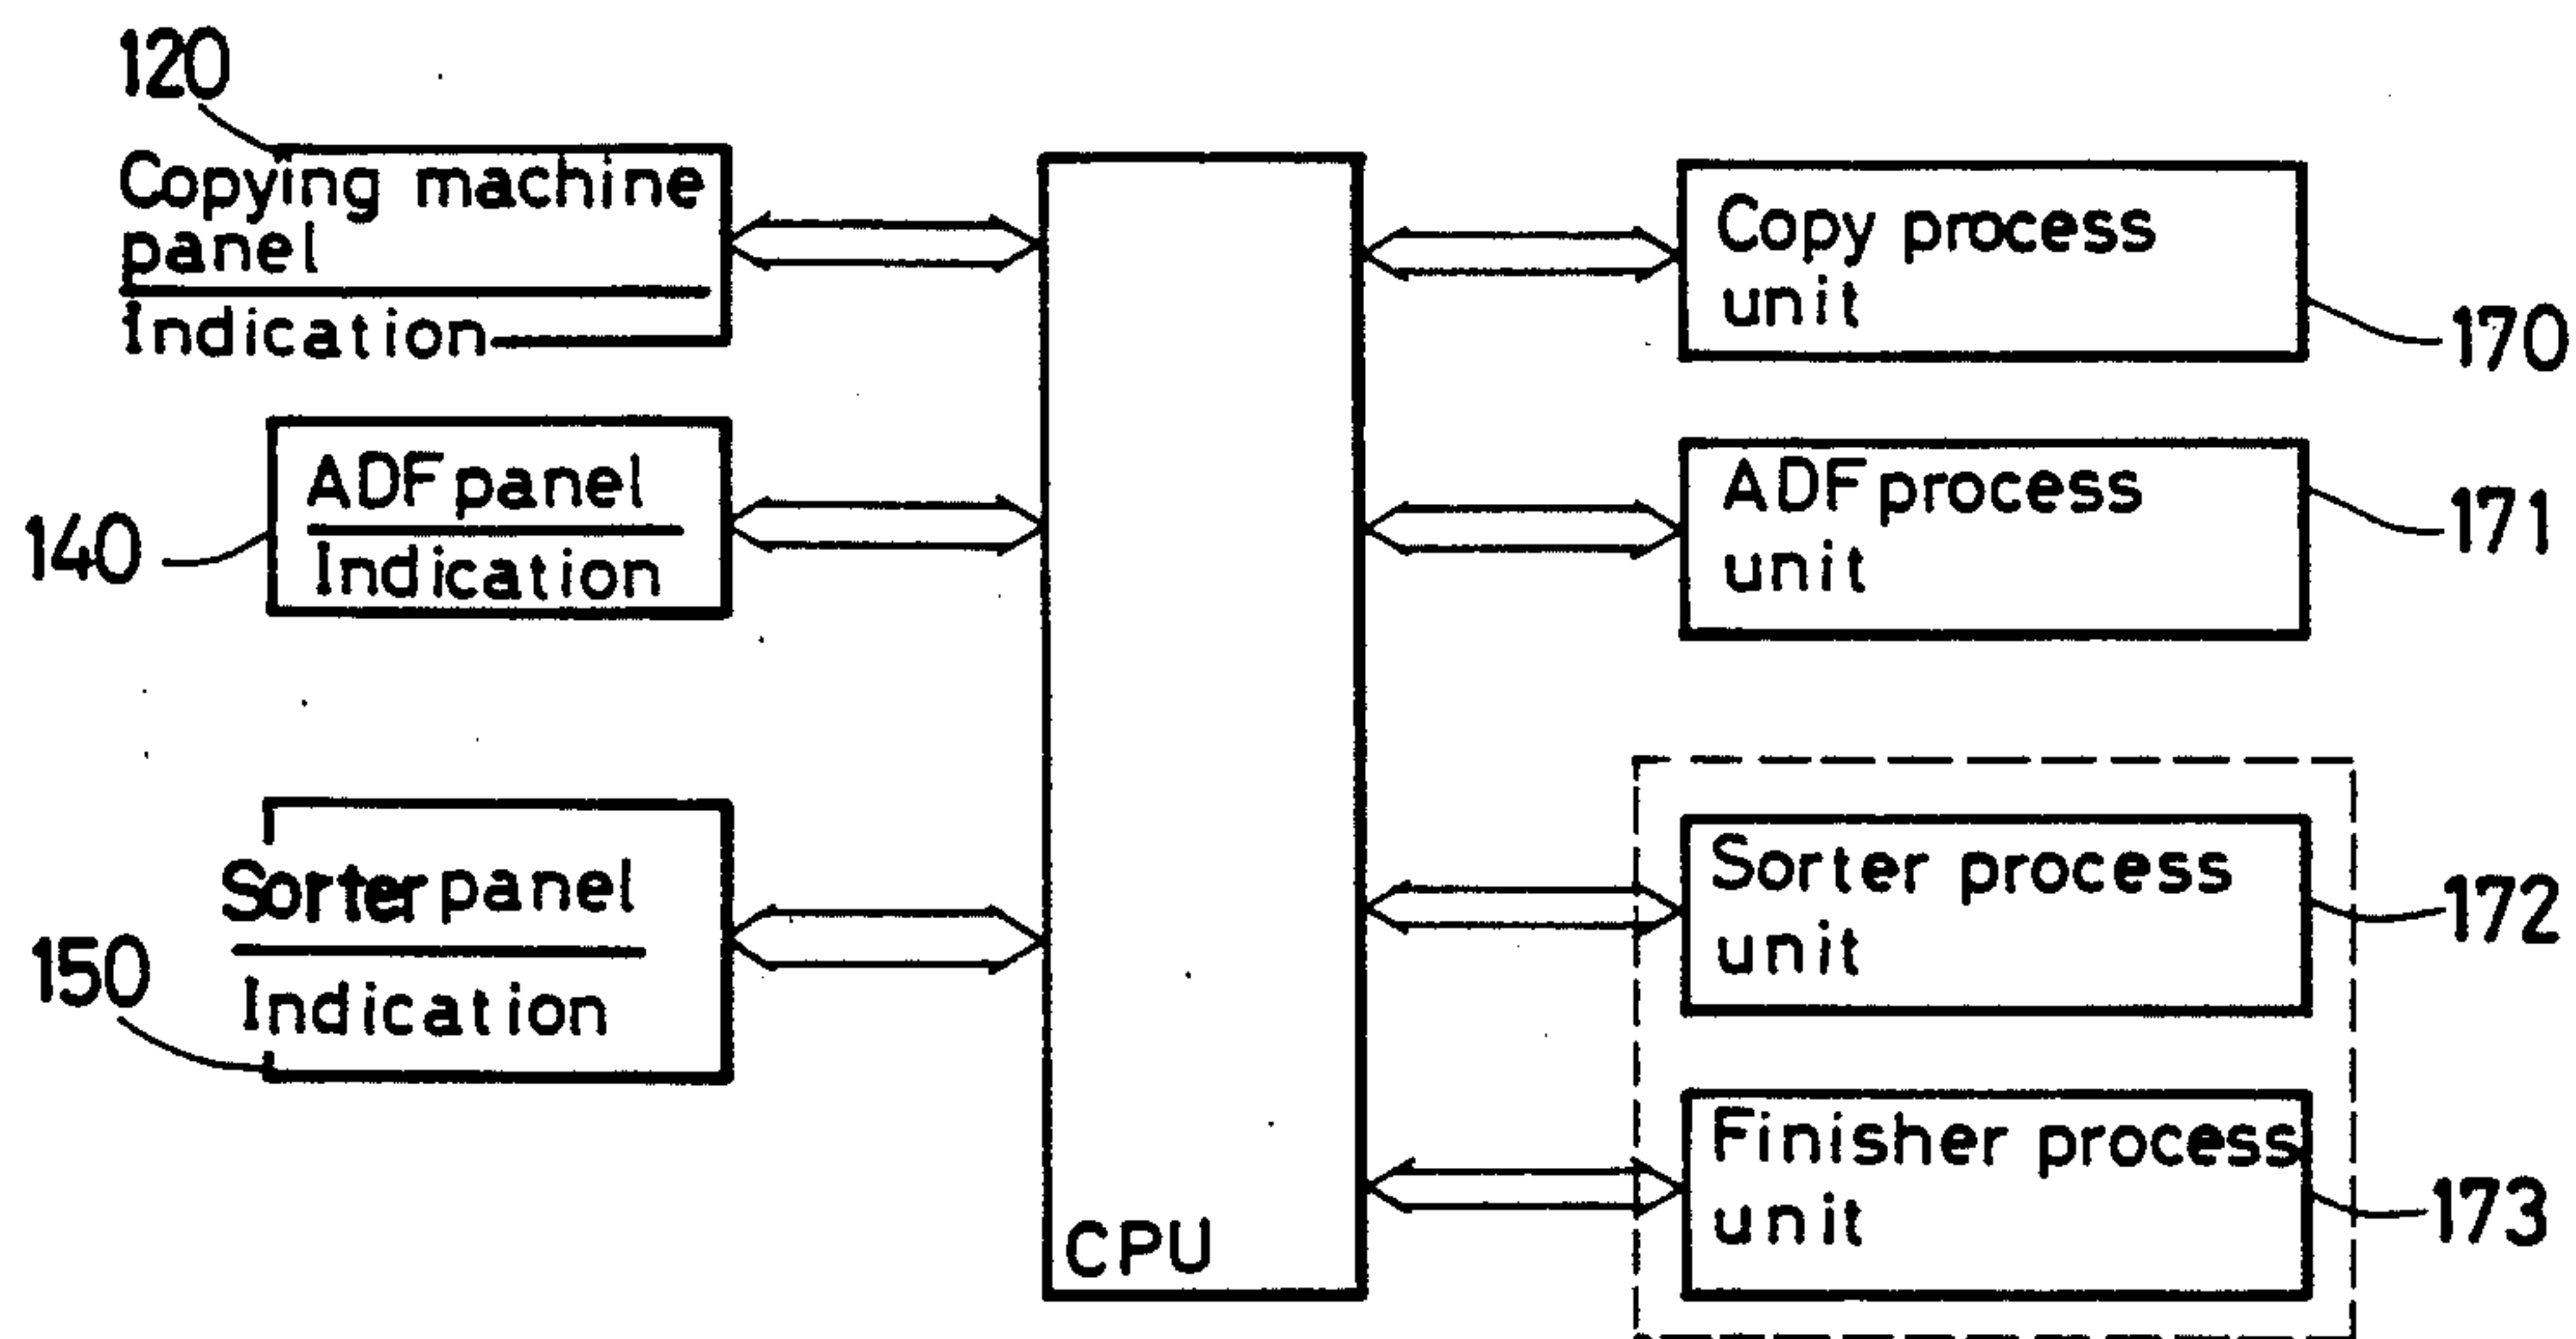 120
Copying machine
panel
Indication
140
ADF panel
Indication
150
Sorter panel
Indication
CPU
Copy process
unit
170
ADF process
unit
171
Sorter process
unit
172
Finisher process
unit
173